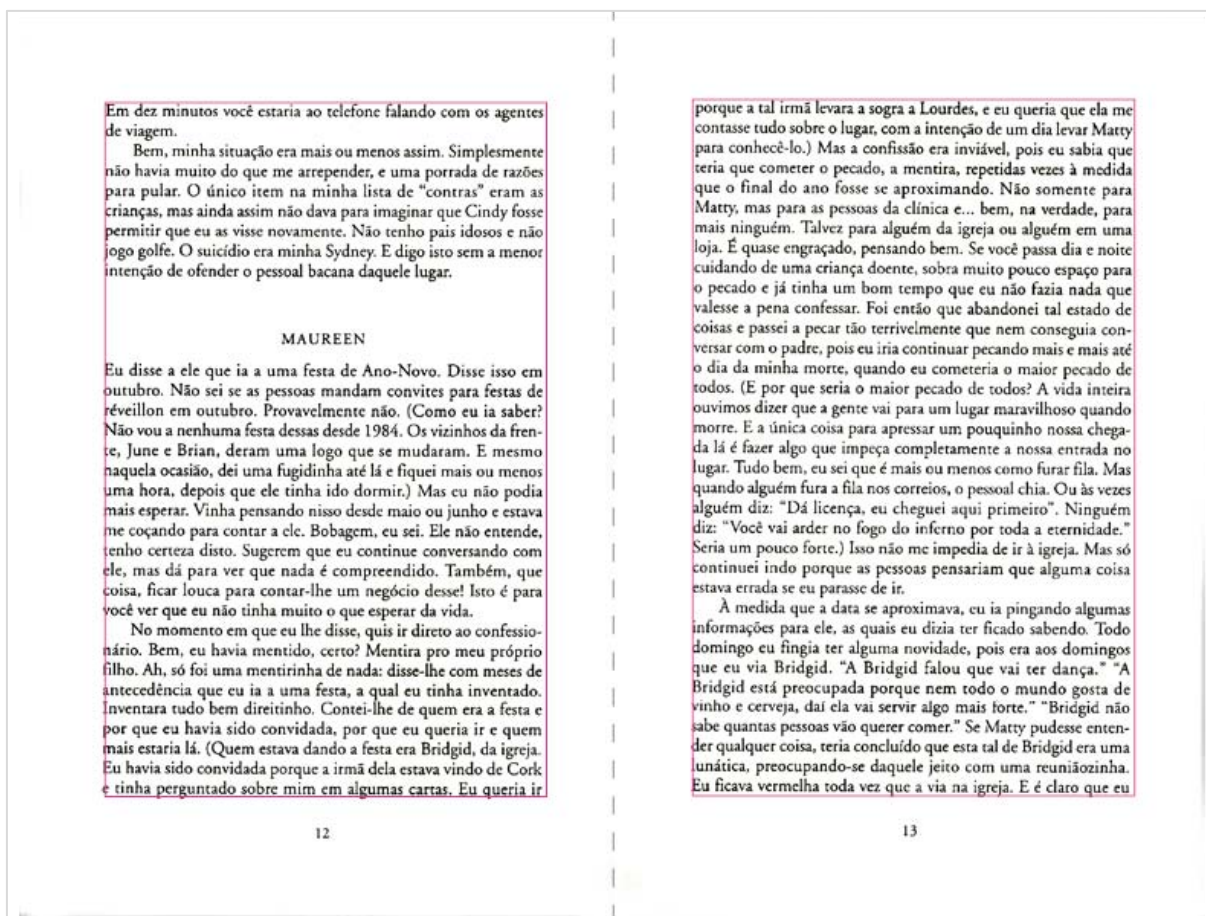 Em dez minutos você estaria ao telefone falando com os agentes
de viagem.
Bem, minha situação era mais ou menos assim. Simplesmente
não havia muito do que me arrepender, e uma porrada de razões
para pular. O único item na minha lista de “contras” eram as
crianças, mas ainda assim não dava para imaginar que Cindy fosse
permitir que eu as visse novamente. Não tenho pais idosos e não
jogo golfe. O suicídio era minha Sydney. E digo isto sem a menor
intenção de ofender o pessoal bacana daquele lugar.
MAUREEN
Eu disse a ele que ia a uma festa de Ano-Novo. Disse isso em
outubro. Não sei se as pessoas mandam convites para festas de
réveillon em outubro. Provavelmente não. (Como eu ia saber?
Não vou a nenhuma festa dessas desde 1984. Os vizinhos da fren-
te, June e Brian, deram uma logo que se mudaram. E mesmo
naquela ocasião, dei uma fugidinha até lá e fiquei mais ou menos
uma hora, depois que ele tinha ido dormir.) Mas eu não podia
mais esperar. Vinha pensando nisso desde maio ou junho e estava
me coçando para contar a ele. Bobagem, eu sei. Ele não entende,
tenho certeza disto. Sugerem que eu continue conversando com
ele, mas dá para ver que nada é compreendido. Também, que
coisa, ficar louca para contar-lhe um negócio desse! Isto é para
você ver que eu não tinha muito o que esperar da vida.
No momento em que eu lhe disse, quis ir direto ao confessio-
nário. Bem, eu havia mentido, certo? Mentira pro meu próprio
filho. Ah, só foi uma mentirinha de nada: disse-lhe com meses de
antecedência que eu ia a uma festa, a qual eu tinha inventado.
Inventara tudo bem direitinho. Contei-lhe de quem era a festa e
por que eu havia sido convidada, por que eu queria ir e quem
mais estaria lá. (Quem estava dando a festa era Bridgid, da igreja.
Eu havia sido convidada porque a irmã dela estava vindo de Cork
e tinha perguntado sobre mim em algumas cartas. Eu queria ir
12
porque a tal irmã levara a sogra a Lourdes, e eu queria que ela me
contasse tudo sobre o lugar, com a intenção de um dia levar Matty
para conhecê-lo.) Mas a confissão era inviável, pois eu sabia que
teria que cometer o pecado, a mentira, repetidas vezes à medida
que o final do ano fosse se aproximando. Não somente para
Matty, mas para as pessoas da clínica e... bem, na verdade, para
mais ninguém. Talvez para alguém da igreja ou alguém em uma
loja. É quase engraçado, pensando bem. Se você passa dia e noite
cuidando de uma criança doente, sobra muito pouco espaço para
o pecado e já tinha um bom tempo que eu não fazia nada que
valesse a pena confessar. Foi então que abandonei tal estado de
coisas e passei a pecar tão terrivelmente que nem conseguia con-
versar com o padre, pois eu iria continuar pecando mais e mais até
o dia da minha morte, quando eu cometeria o maior pecado de
todos. (E por que seria o maior pecado de todos? A vida inteira
ouvimos dizer que a gente vai para um lugar maravilhoso quando
morre. E a única coisa para apressar um pouquinho nossa chega-
da lá é fazer algo que impeça completamente a nossa entrada no
lugar. Tudo bem, eu sei que é mais ou menos como furar fila. Mas
quando alguém fura a fila nos correios, o pessoal chia. Ou às vezes
alguém diz: “Dá licença, eu cheguei aqui primeiro”. Ninguém
diz: “Você vai arder no fogo do inferno por toda a eternidade.”
Seria um pouco forte.) Isso não me impedia de ir à igreja. Mas só
continuei indo porque as pessoas pensariam que alguma coisa
estava errada se eu parasse de ir.
À medida que a data se aproximava, eu ia pingando algumas
informações para ele, as quais eu dizia ter ficado sabendo. Todo
domingo eu fingia ter alguma novidade, pois era aos domingos
que eu via Bridgid. “A Bridgid falou que vai ter dança.” “A
Bridgid está preocupada porque nem todo o mundo gosta de
vinho e cerveja, daí ela vai servir algo mais forte.” “Bridgid não
sabe quantas pessoas vão querer comer.” Se Matty pudesse enten-
der qualquer coisa, teria concluído que esta tal de Bridgid era uma
lunática, preocupando-se daquele jeito com uma reuniãozinha.
Eu ficava vermelha toda vez que a via na igreja. E é claro que eu
13